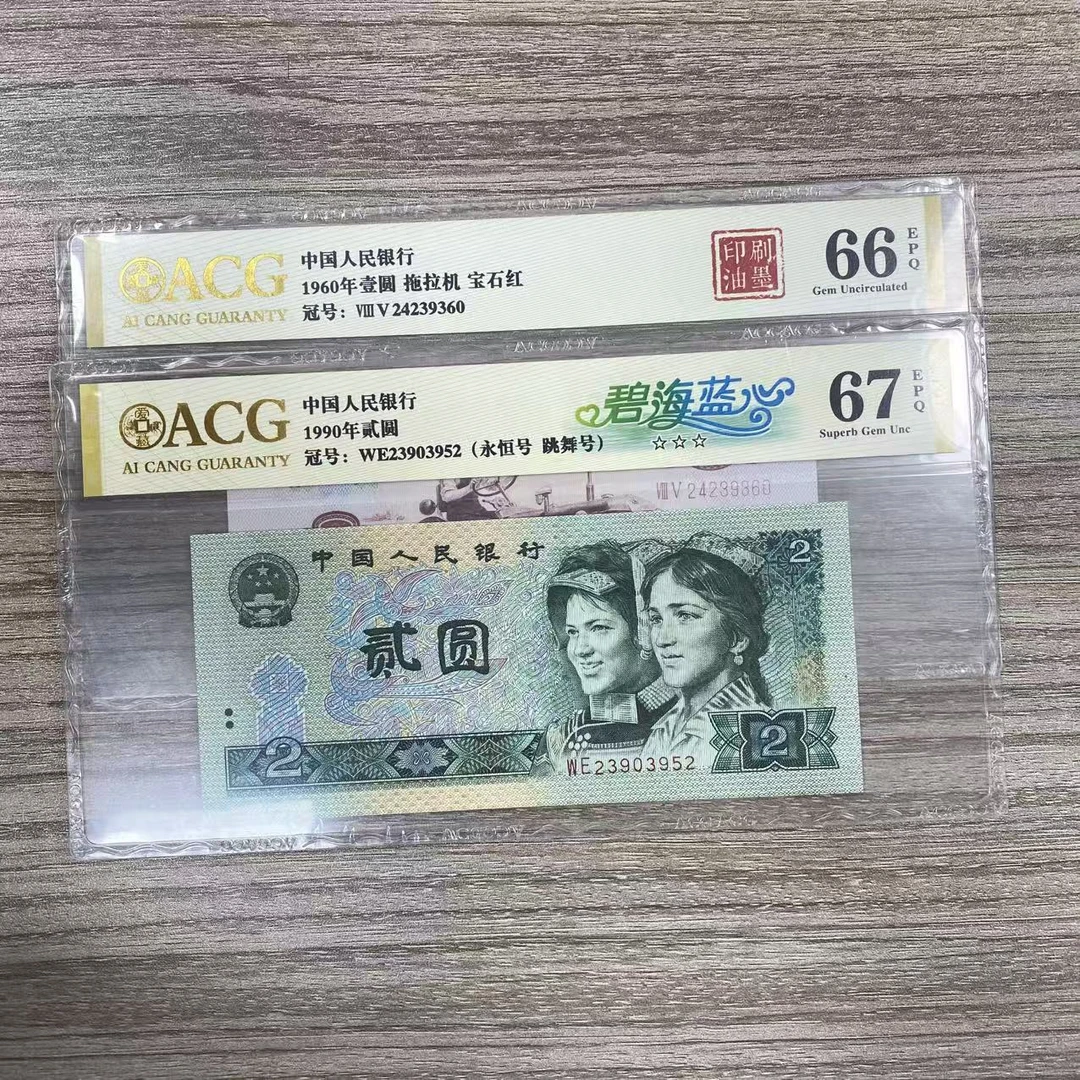 ACG
AI CANG GUARANTY
中国人民银行
1960年壹圆 拖拉机 宝石红
冠号: ⅧV24239360
印刷
油墨
66 EPQ
Gem Uncirculated
爱藏
ACG
AI CANG GUARANTY
中国人民银行
1990年贰圆
冠号: WE23903952 (永恒号 跳舞号)
碧海蓝心
☆☆☆
67 EPQ
Superb Gem Unc
ⅧV24239360
中国人民银行
2
贰圆
2
2
WE23903952